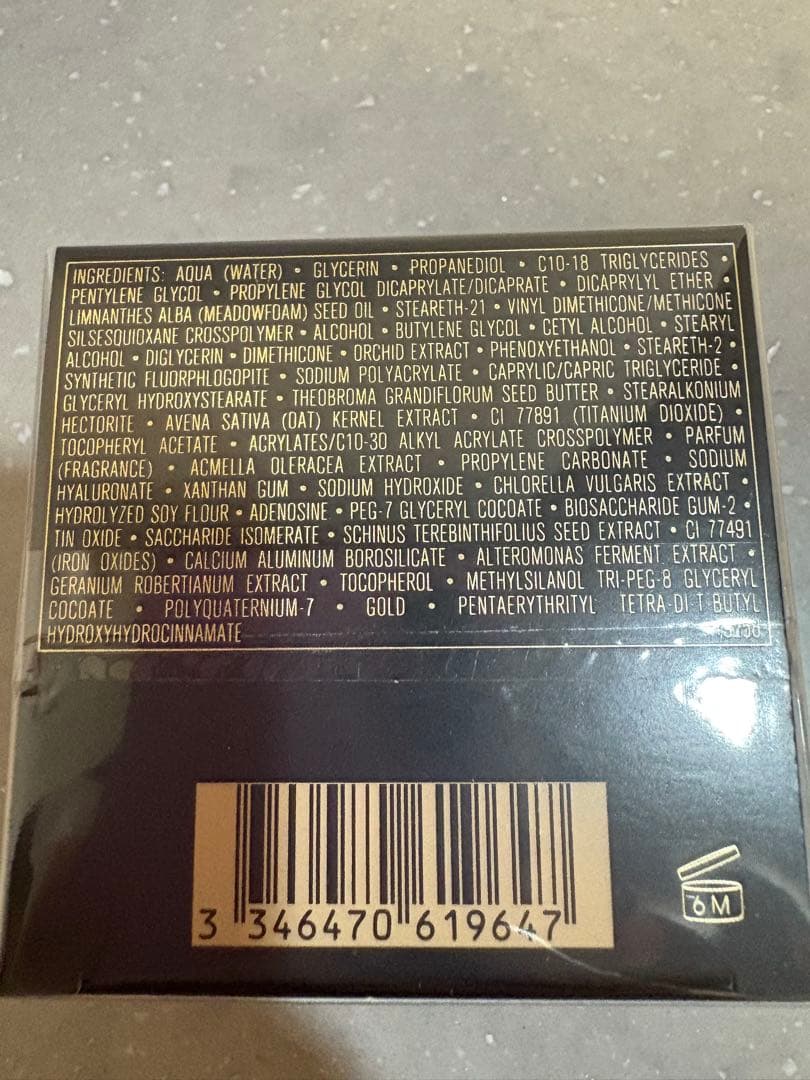 INGREDIENTS: AQUA (WATER) • GLYCERIN • PROPANEDIOL • C10-18 TRIGLYCERIDES •
PENTYLENE GLYCOL • PROPYLENE GLYCOL DICAPRYLATE/DICAPRATE • DICAPRYLYL ETHER •
LIMNANTHES ALBA (MEADOWFOAM) SEED OIL • STEARETH-21 • VINYL DIMETHICONE/METHICONE
SILSESQUIOXANE CROSSPOLYMER • ALCOHOL • BUTYLENE GLYCOL • CETYL ALCOHOL • STEARYL
ALCOHOL • DIGLYCERIN • DIMETHICONE • ORCHID EXTRACT • PHENOXYETHANOL • STEARETH-2 •
SYNTHETIC FLUORPHLOGOPITE • SODIUM POLYACRYLATE • CAPRYLIC/CAPRIC TRIGLYCERIDE •
GLYCERYL HYDROXYSTEARATE • THEOBROMA GRANDIFLORUM SEED BUTTER • STEARALKONIUM
HECTORITE • AVENA SATIVA (OAT) KERNEL EXTRACT • CI 77891 (TITANIUM DIOXIDE) •
TOCOPHERYL ACETATE • ACRYLATES/C10-30 ALKYL ACRYLATE CROSSPOLYMER • PARFUM
(FRAGRANCE) • ACMELLA OLERACEA EXTRACT • PROPYLENE CARBONATE • SODIUM
HYALURONATE • XANTHAN GUM • SODIUM HYDROXIDE • CHLORELLA VULGARIS EXTRACT •
HYDROLYZED SOY FLOUR • ADENOSINE • PEG-7 GLYCERYL COCOATE • BIOSACCHARIDE GUM-2 •
TIN OXIDE • SACCHARIDE ISOMERATE • SCHINUS TEREBINTHIFOLIUS SEED EXTRACT • CI 77491
(IRON OXIDES) • CALCIUM ALUMINUM BOROSILICATE • ALTEROMONAS FERMENT EXTRACT •
GERANIUM ROBERTIANUM EXTRACT • TOCOPHEROL • METHYLSILANOL TRI-PEG-8 GLYCERYL
COCOATE • POLYQUATERNIUM-7 • GOLD • PENTAERYTHRITYL TETRA-DI-T-BUTYL
HYDROXYHYDROCINNAMATE
3 346470 619647
6M